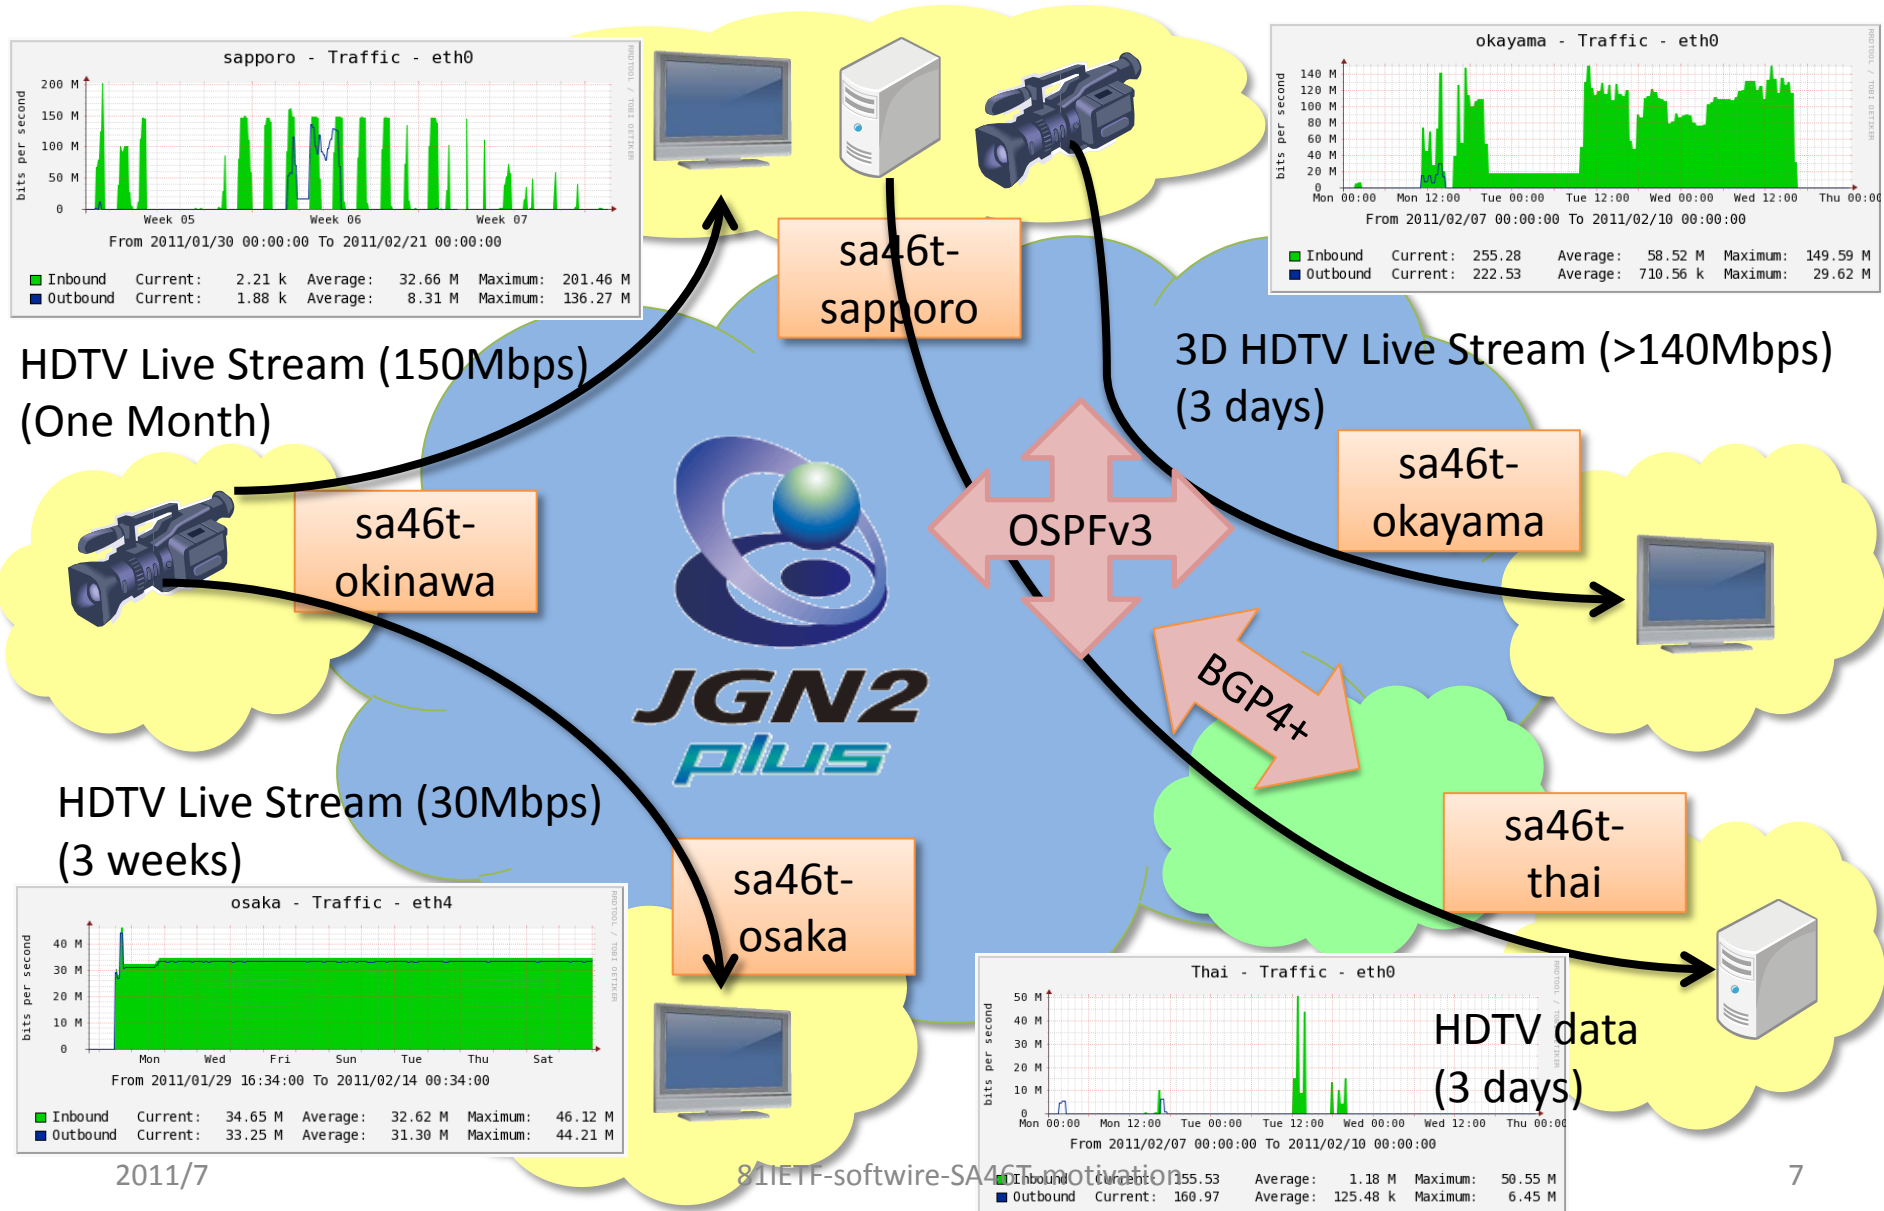 sapporo - Traffic - eth0
RRDTOOL / TOBI OETIKER
bits per second
200 M
150 M
100 M
50 M
0
Week 05 Week 06 Week 07
From 2011/01/30 00:00:00 To 2011/02/21 00:00:00
Inbound Current: 2.21 k Average: 32.66 M Maximum: 201.46 M
Outbound Current: 1.88 k Average: 8.31 M Maximum: 136.27 M
okayama - Traffic - eth0
RRDTOOL / TOBI OETIKER
bits per second
140 M
120 M
100 M
80 M
60 M
40 M
20 M
0
Mon 00:00 Mon 12:00 Tue 00:00 Tue 12:00 Wed 00:00 Wed 12:00 Thu 00:00
From 2011/02/07 00:00:00 To 2011/02/10 00:00:00
Inbound Current: 255.28 Average: 58.52 M Maximum: 149.59 M
Outbound Current: 222.53 Average: 710.56 k Maximum: 29.62 M
sa46t-
sapporo
HDTV Live Stream (150Mbps)
(One Month)
3D HDTV Live Stream (>140Mbps)
(3 days)
sa46t-
okinawa
sa46t-
okayama
OSPFv3
BGP4+
JGN2
plus
HDTV Live Stream (30Mbps)
(3 weeks)
sa46t-
osaka
sa46t-
thai
osaka - Traffic - eth4
RRDTOOL / TOBI OETIKER
bits per second
40 M
30 M
20 M
10 M
0
Mon Wed Fri Sun Tue Thu Sat
From 2011/01/29 16:34:00 To 2011/02/14 00:34:00
Inbound Current: 34.65 M Average: 32.62 M Maximum: 46.12 M
Outbound Current: 33.25 M Average: 31.30 M Maximum: 44.21 M
Thai - Traffic - eth0
bits per second
50 M
40 M
30 M
20 M
10 M
0
Mon 00:00 Mon 12:00 Tue 00:00 Tue 12:00 Wed 00:00 Wed 12:00 Thu 00:00
From 2011/02/07 00:00:00 To 2011/02/10 00:00:00
Inbound Current: 155.53 Average: 1.18 M Maximum: 50.55 M
Outbound Current: 160.97 Average: 125.48 k Maximum: 6.45 M
HDTV data
(3 days)
2011/7
81IETF-softwire-SA46T-motivation
7